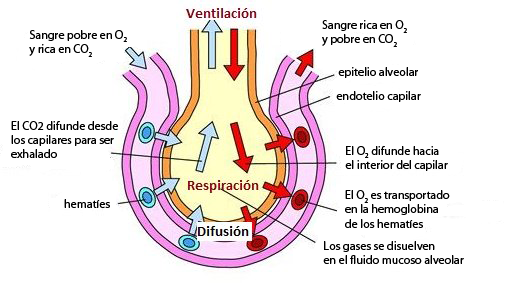 Ventilación
Sangre pobre en O2
y rica en CO2
Sangre rica en O2
y pobre en CO2
epitelio alveolar
endotelio capilar
El CO2 difunde desde
los capilares para ser
exhalado
El O2 difunde hacia
el interior del capilar
Respiración
hematíes
El O2 es transportado
en la hemoglobina
de los hematíes
Difusión
Los gases se disuelven
en el fluido mucoso alveolar